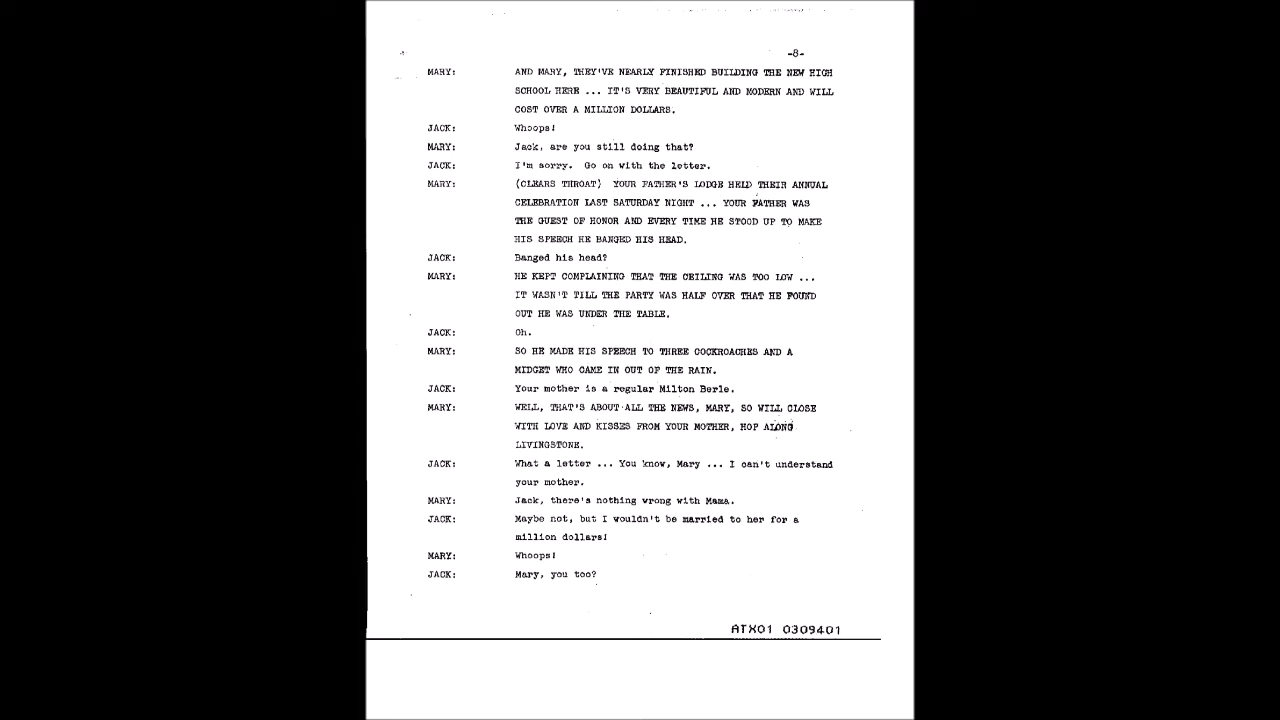 -8-
MARY: AND MARY, THEY'VE NEARLY FINISHED BUILDING THE NEW HIGH
SCHOOL HERE ... IT'S VERY BEAUTIFUL AND MODERN AND WILL
COST OVER A MILLION DOLLARS.
JACK: Whoops!
MARY: Jack, are you still doing that?
JACK: I'm sorry. Go on with the letter.
MARY: (CLEARS THROAT) YOUR FATHER'S LODGE HELD THEIR ANNUAL
CELEBRATION LAST SATURDAY NIGHT ... YOUR FATHER WAS
THE GUEST OF HONOR AND EVERY TIME HE STOOD UP TO MAKE
HIS SPEECH HE BANGED HIS HEAD.
JACK: Banged his head?
MARY: HE KEPT COMPLAINING THAT THE CEILING WAS TOO LOW ...
IT WASN'T TILL THE PARTY WAS HALF OVER THAT HE FOUND
OUT HE WAS UNDER THE TABLE.
JACK: Oh.
MARY: SO HE MADE HIS SPEECH TO THREE COCKROACHES AND A
MIDGET WHO CAME IN OUT OF THE RAIN.
JACK: Your mother is a regular Milton Berle.
MARY: WELL, THAT'S ABOUT ALL THE NEWS, MARY, SO WILL CLOSE
WITH LOVE AND KISSES FROM YOUR MOTHER, HOP ALONG
LIVINGSTONE.
JACK: What a letter ... You know, Mary ... I can't understand
your mother.
MARY: Jack, there's nothing wrong with Mama.
JACK: Maybe not, but I wouldn't be married to her for a
million dollars!
MARY: Whoops!
JACK: Mary, you too?
ATX01 0309401